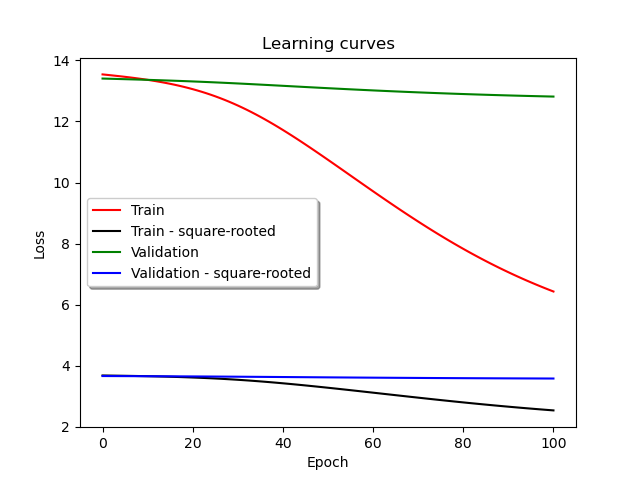 Learning curves
14
12
10
8
6
4
2
Loss
Train
Train - square-rooted
Validation
Validation - square-rooted
0 20 40 60 80 100
Epoch